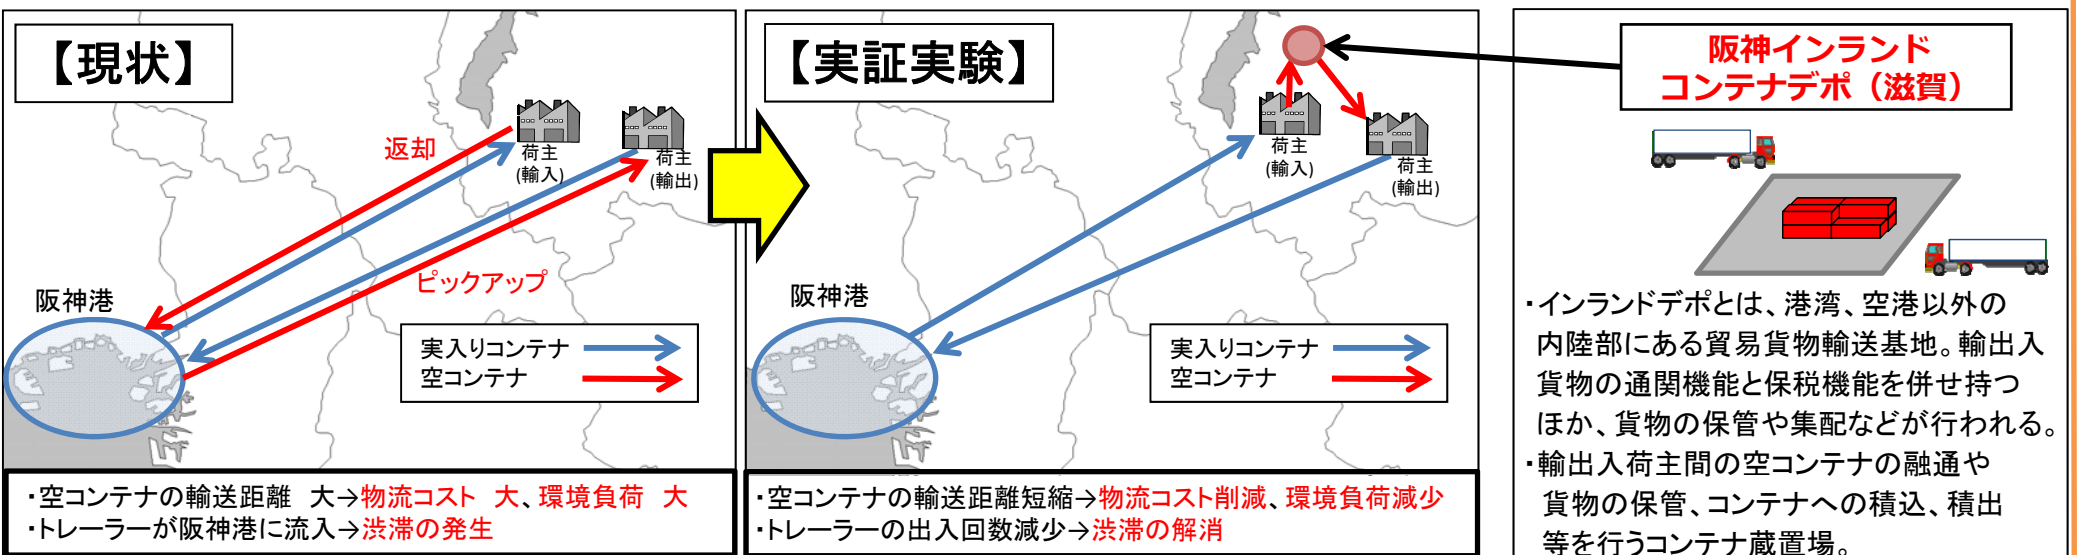 【現状】
返却
荷主
(輸入)
荷主
(輸出)
ピックアップ
阪神港
実入りコンテナ
空コンテナ
・空コンテナの輸送距離 大→物流コスト 大、環境負荷 大
・トレーラーが阪神港に流入→渋滞の発生
【実証実験】
荷主
(輸入)
荷主
(輸出)
阪神港
実入りコンテナ
空コンテナ
・空コンテナの輸送距離短縮→物流コスト削減、環境負荷減少
・トレーラーの出入回数減少→渋滞の解消
阪神インランド
コンテナデポ（滋賀）
・インランドデポとは、港湾、空港以外の
内陸部にある貿易貨物輸送基地。輸出入
貨物の通関機能と保税機能を併せ持つ
ほか、貨物の保管や集配などが行われる。
・輸出入荷主間の空コンテナの融通や
貨物の保管、コンテナへの積込、積出
等を行うコンテナ蔵置場。